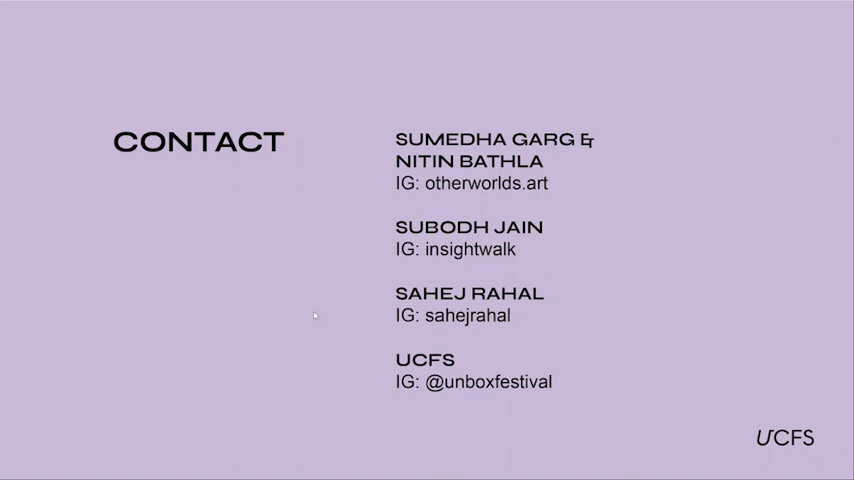 CONTACT
SUMEDHA GARG &
NITIN BATHLA
IG: otherworlds.art
SUBODH JAIN
IG: insightwalk
SAHEJ RAHAL
IG: sahejrahal
UCFS
IG: @unboxfestival
UCFS